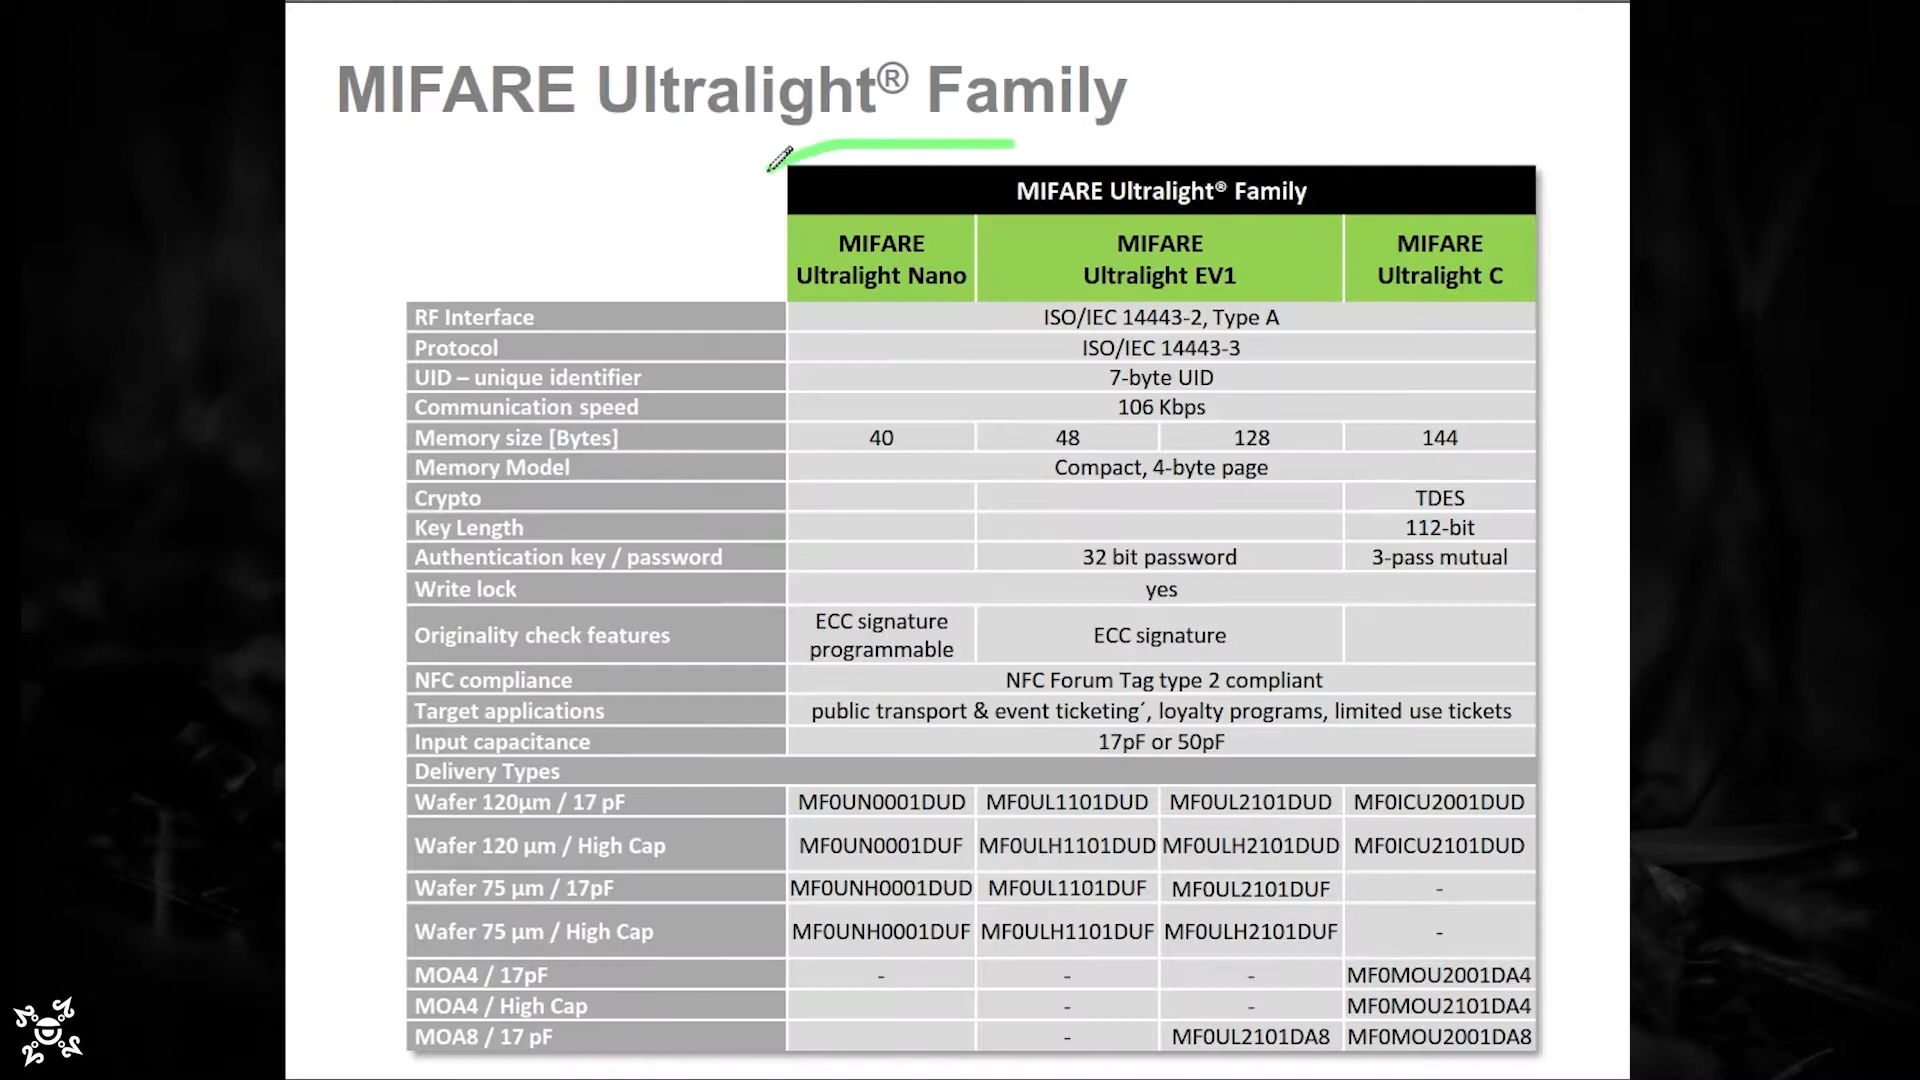 MIFARE Ultralight® Family
MIFARE Ultralight® Family
MIFARE Ultralight Nano MIFARE Ultralight EV1 MIFARE Ultralight C
RF Interface ISO/IEC 14443-2, Type A
Protocol ISO/IEC 14443-3
UID – unique identifier 7-byte UID
Communication speed 106 Kbps
Memory size [Bytes] 40 48 128 144
Memory Model Compact, 4-byte page
Crypto TDES
Key Length 112-bit
Authentication key / password 32 bit password 3-pass mutual
Write lock yes
Originality check features ECC signature programmable ECC signature
NFC compliance NFC Forum Tag type 2 compliant
Target applications public transport & event ticketing´, loyalty programs, limited use tickets
Input capacitance 17pF or 50pF
Delivery Types
Wafer 120µm / 17 pF MF0UN0001DUD MF0UL1101DUD MF0UL2101DUD MF0ICU2001DUD
Wafer 120 µm / High Cap MF0UN0001DUF MF0ULH1101DUD MF0ULH2101DUD MF0ICU2101DUD
Wafer 75 µm / 17pF MF0UNH0001DUD MF0UL1101DUF MF0UL2101DUF -
Wafer 75 µm / High Cap MF0UNH0001DUF MF0ULH1101DUF MF0ULH2101DUF -
MOA4 / 17pF - - - MF0MOU2001DA4
MOA4 / High Cap - - MF0MOU2101DA4
MOA8 / 17 pF - MF0UL2101DA8 MF0MOU2001DA8